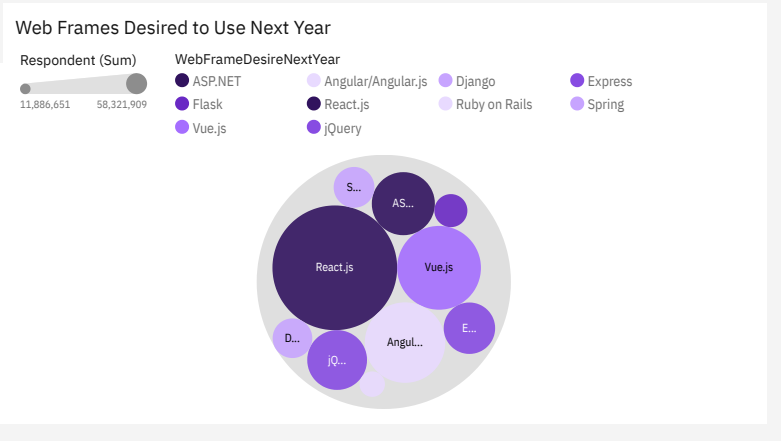 Web Frames Desired to Use Next Year
Respondent (Sum)
11,886,651 58,321,909
WebFrameDesireNextYear
ASP.NET Angular/Angular.js Django Express
Flask React.js Ruby on Rails Spring
Vue.js jQuery
S...
AS...
React.js
Vue.js
E...
D...
Angul...
jQ...